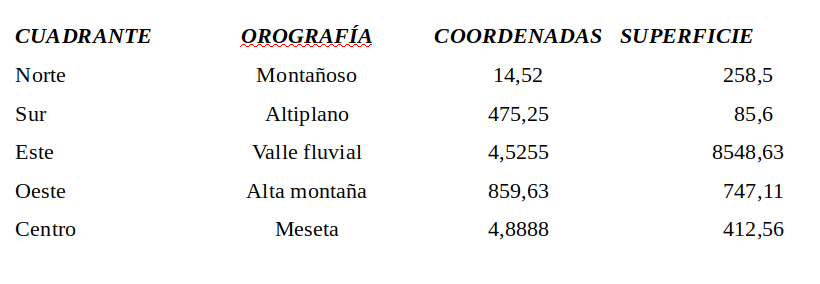 CUADRANTE OROGRAFÍA COORDENADAS SUPERFICIE
Norte Montañoso 14,52 258,5
Sur Altiplano 475,25 85,6
Este Valle fluvial 4,5255 8548,63
Oeste Alta montaña 859,63 747,11
Centro Meseta 4,8888 412,56